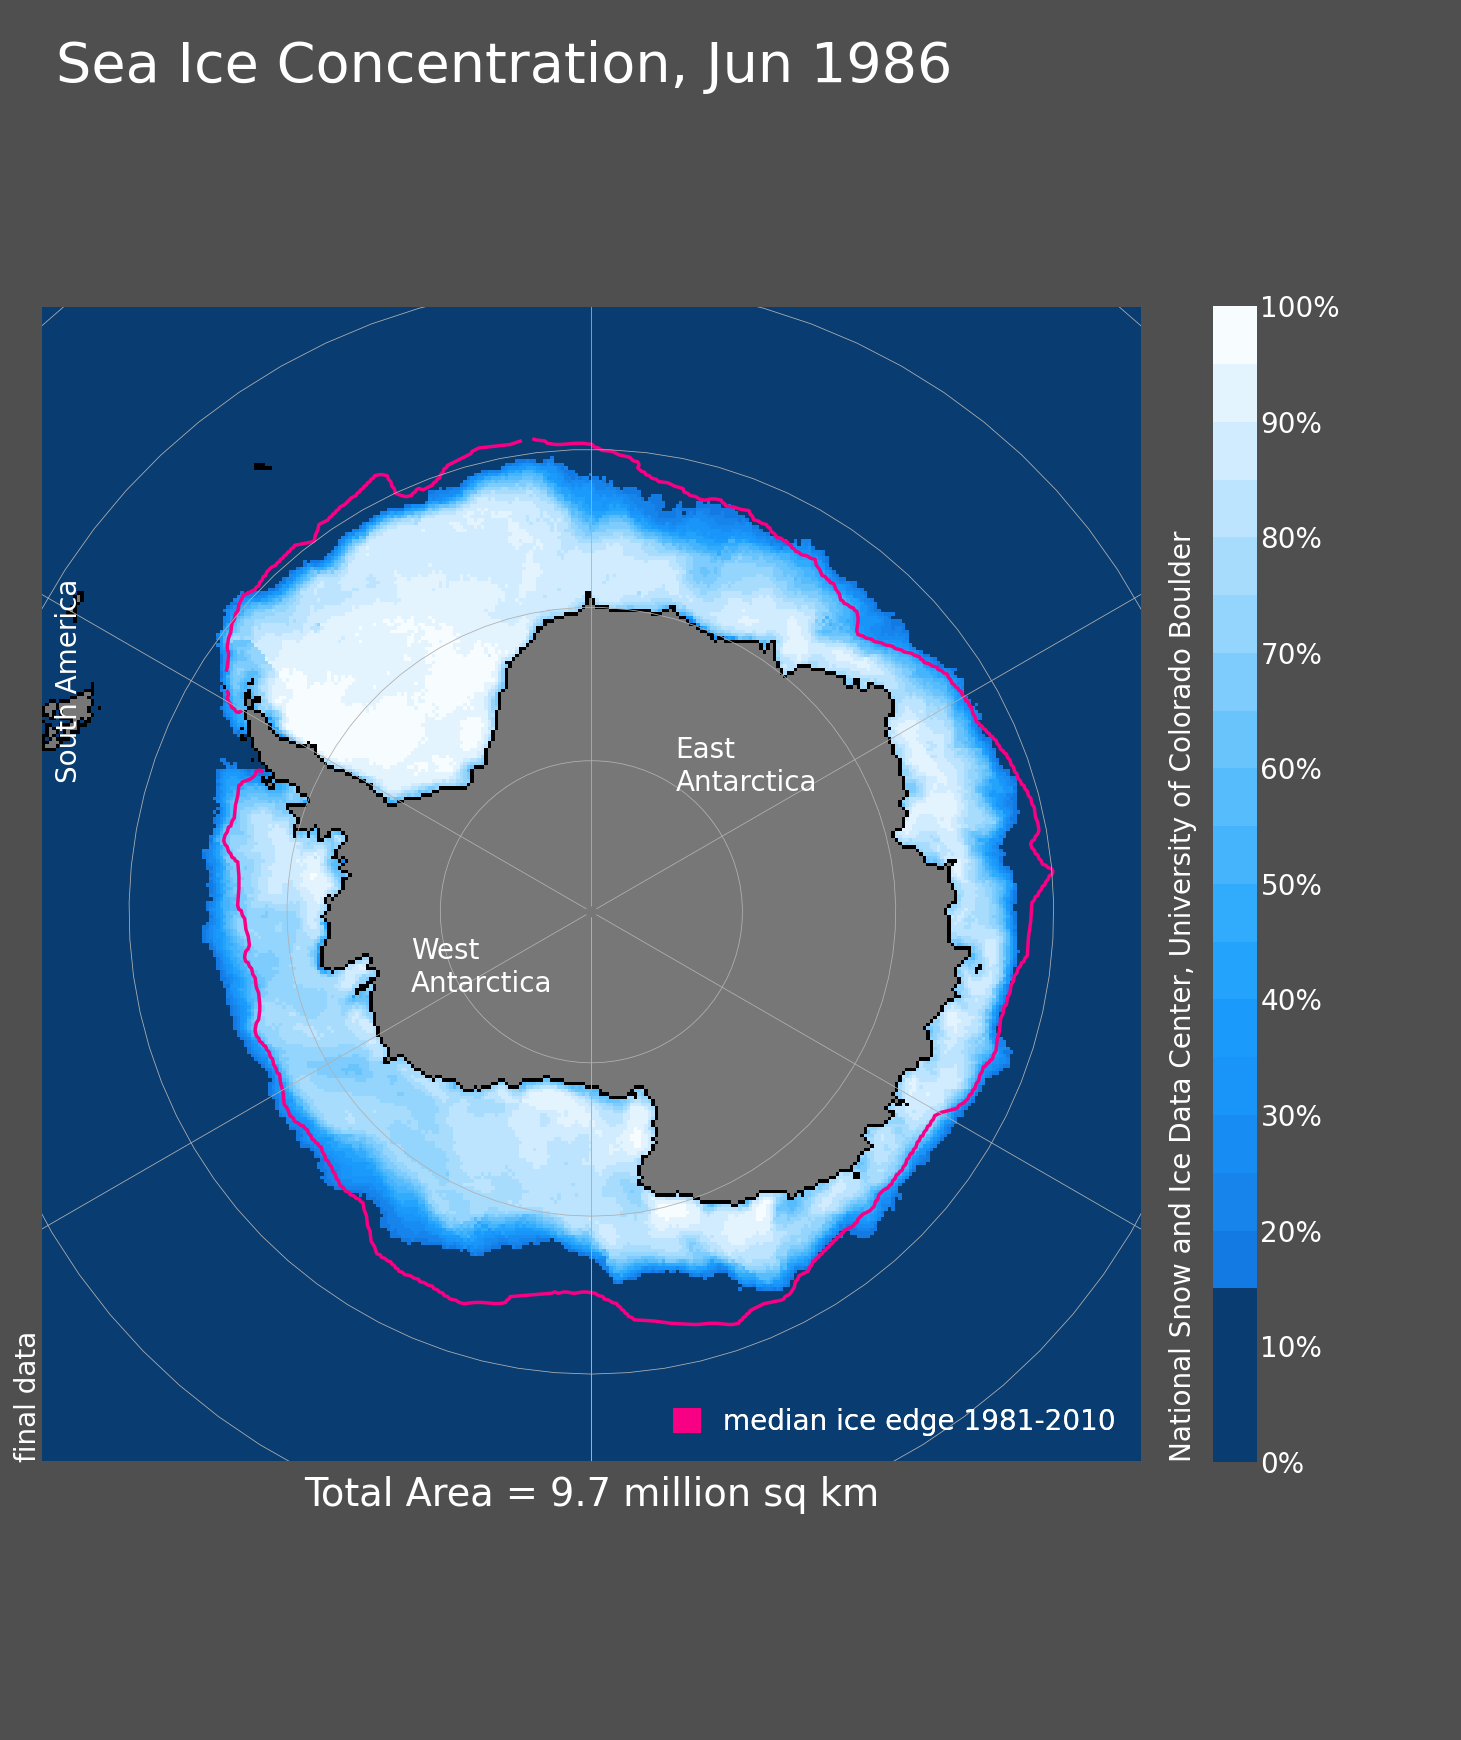 Sea Ice Concentration, Jun 1986
South America
East
Antarctica
West
Antarctica
median ice edge 1981-2010
final data
Total Area = 9.7 million sq km
National Snow and Ice Data Center, University of Colorado Boulder
100%
90%
80%
70%
60%
50%
40%
30%
20%
10%
0%